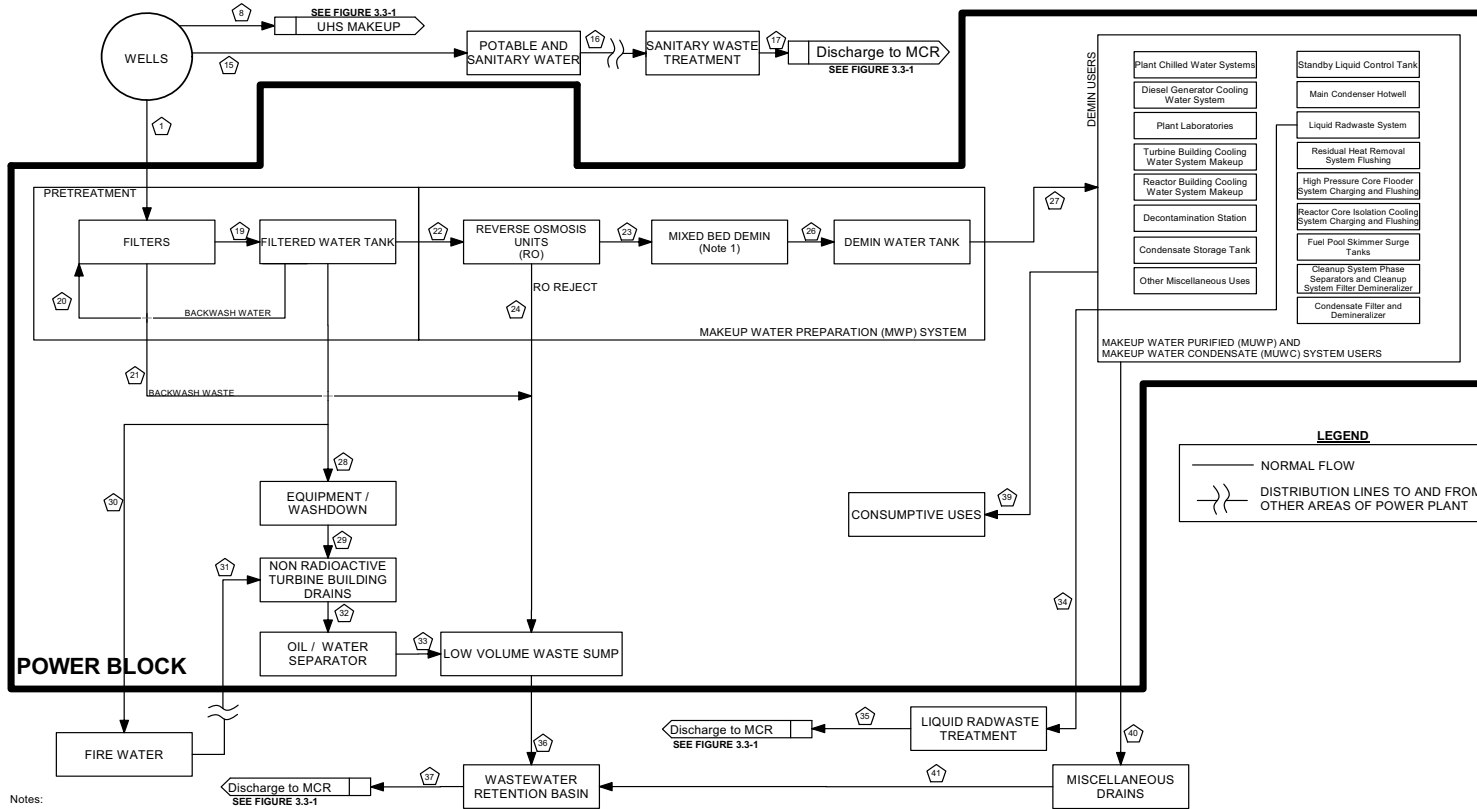 SEE FIGURE 3.3-1
UHS MAKEUP
8
WELLS
15
POTABLE AND
SANITARY WATER
16
SANITARY WASTE
TREATMENT
17
Discharge to MCR
SEE FIGURE 3.3-1
1
DEMIN USERS
Plant Chilled Water Systems
Diesel Generator Cooling
Water System
Plant Laboratories
Turbine Building Cooling
Water System Makeup
Reactor Building Cooling
Water System Makeup
Decontamination Station
Condensate Storage Tank
Other Miscellaneous Uses
Standby Liquid Control Tank
Main Condenser Hotwell
Liquid Radwaste System
Residual Heat Removal
System Flushing
High Pressure Core Flooder
System Charging and Flushing
Reactor Core Isolation Cooling
System Charging and Flushing
Fuel Pool Skimmer Surge
Tanks
Cleanup System Phase
Separators and Cleanup
System Filter Demineralizer
Condensate Filter and
Demineralizer
MAKEUP WATER PURIFIED (MUWP) AND
MAKEUP WATER CONDENSATE (MUWC) SYSTEM USERS
PRETREATMENT
FILTERS
19
FILTERED WATER TANK
22
REVERSE OSMOSIS
UNITS
(RO)
23
MIXED BED DEMIN
(Note 1)
26
DEMIN WATER TANK
27
20
BACKWASH WATER
RO REJECT
24
MAKEUP WATER PREPARATION (MWP) SYSTEM
21
BACKWASH WASTE
28
EQUIPMENT /
WASHDOWN
29
30
31
NON RADIOACTIVE
TURBINE BUILDING
DRAINS
32
OIL / WATER
SEPARATOR
33
LOW VOLUME WASTE SUMP
POWER BLOCK
CONSUMPTIVE USES
39
34
LEGEND
NORMAL FLOW
DISTRIBUTION LINES TO AND FROM
OTHER AREAS OF POWER PLANT
FIRE WATER
36
Discharge to MCR
SEE FIGURE 3.3-1
35
LIQUID RADWASTE
TREATMENT
40
Discharge to MCR
SEE FIGURE 3.3-1
37
WASTEWATER
RETENTION BASIN
41
MISCELLANEOUS
DRAINS
Notes: